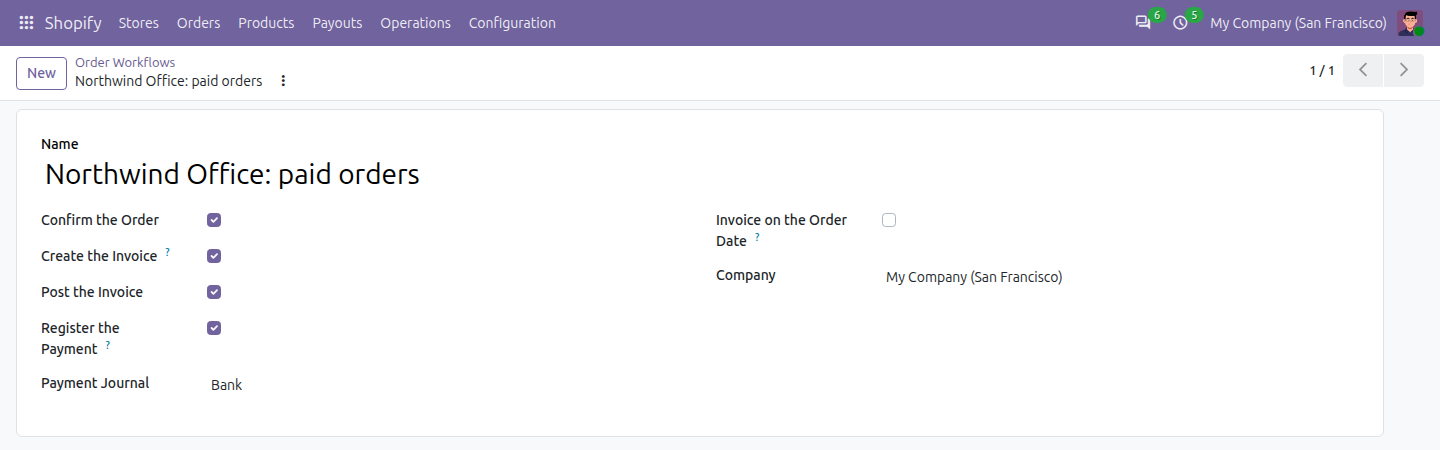 Shopify Stores Orders Products Payouts Operations Configuration 6 5 My Company (San Francisco)
New
Order Workflows
Northwind Office: paid orders
1 / 1
Name
Northwind Office: paid orders
Confirm the Order
Create the Invoice ?
Post the Invoice
Register the
Payment ?
Payment Journal Bank
Invoice on the Order
Date ?
Company My Company (San Francisco)